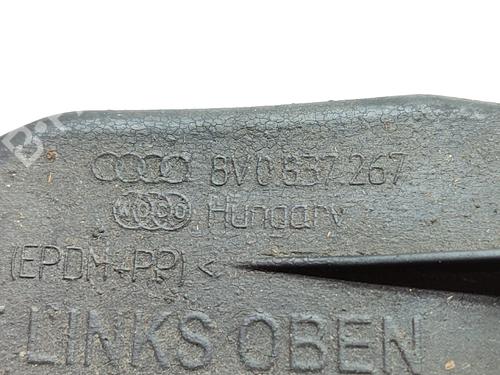 8V0 837 267
Hungary
(EPDM+PP) <
LINKS OBEN